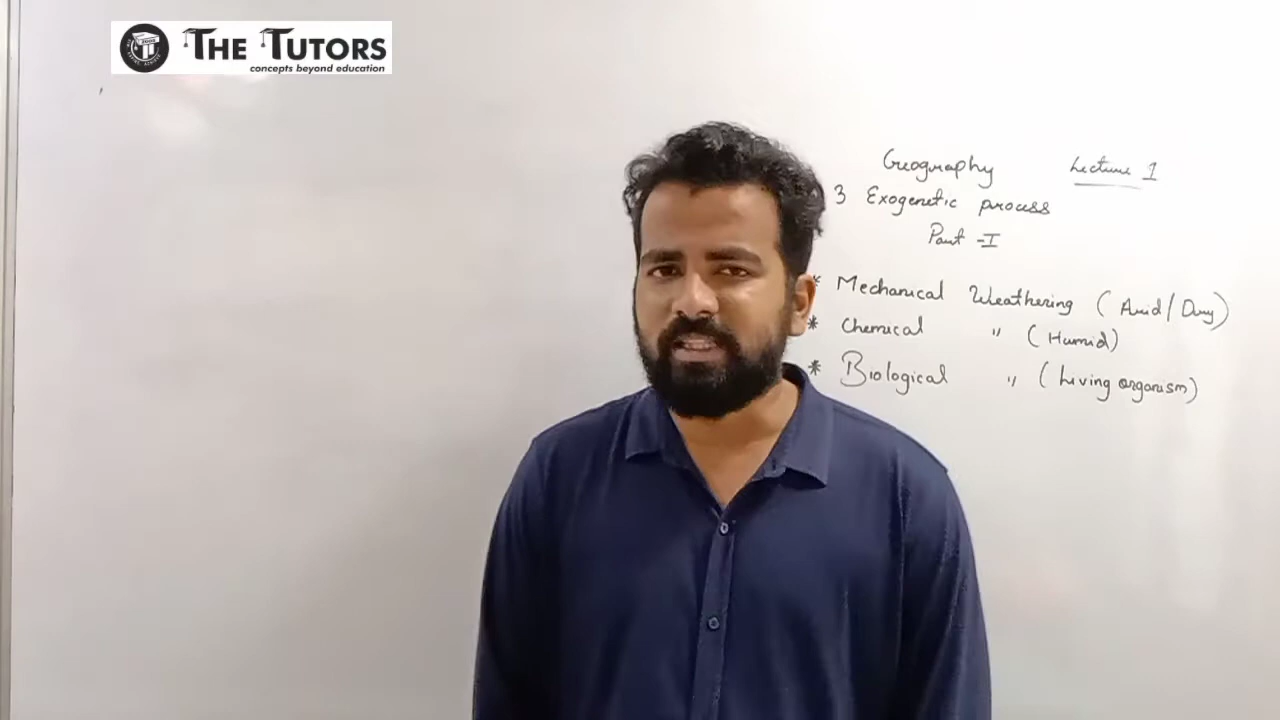 THE TUTORS
concepts beyond education
Geography Lecture 1
3 Exogenetic process
Part -I
* Mechanical Weathering (Arid/Dry)
* Chemical " (Humid)
* Biological " (Living organism)